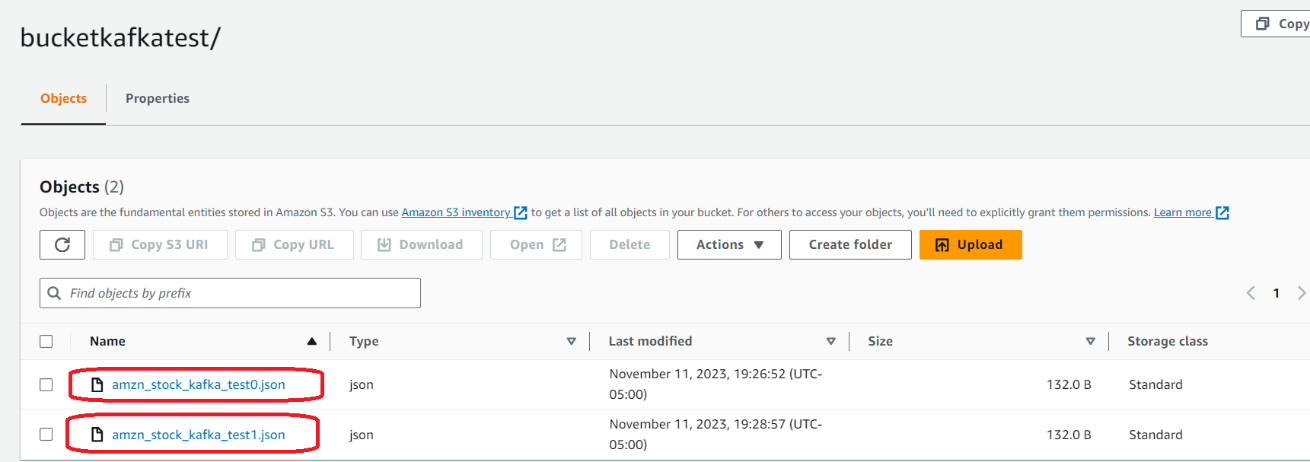 bucketkafkatest/
Copy
Objects
Properties
Objects (2)
Objects are the fundamental entities stored in Amazon S3. You can use Amazon S3 inventory to get a list of all objects in your bucket. For others to access your objects, you'll need to explicitly grant them permissions. Learn more
Copy S3 URI
Copy URL
Download
Open
Delete
Actions
Create folder
Upload
Find objects by prefix
1
Name
Type
Last modified
Size
Storage class
amzn_stock_kafka_test0.json
json
November 11, 2023, 19:26:52 (UTC-
05:00)
132.0 B
Standard
amzn_stock_kafka_test1.json
json
November 11, 2023, 19:28:57 (UTC-
05:00)
132.0 B
Standard